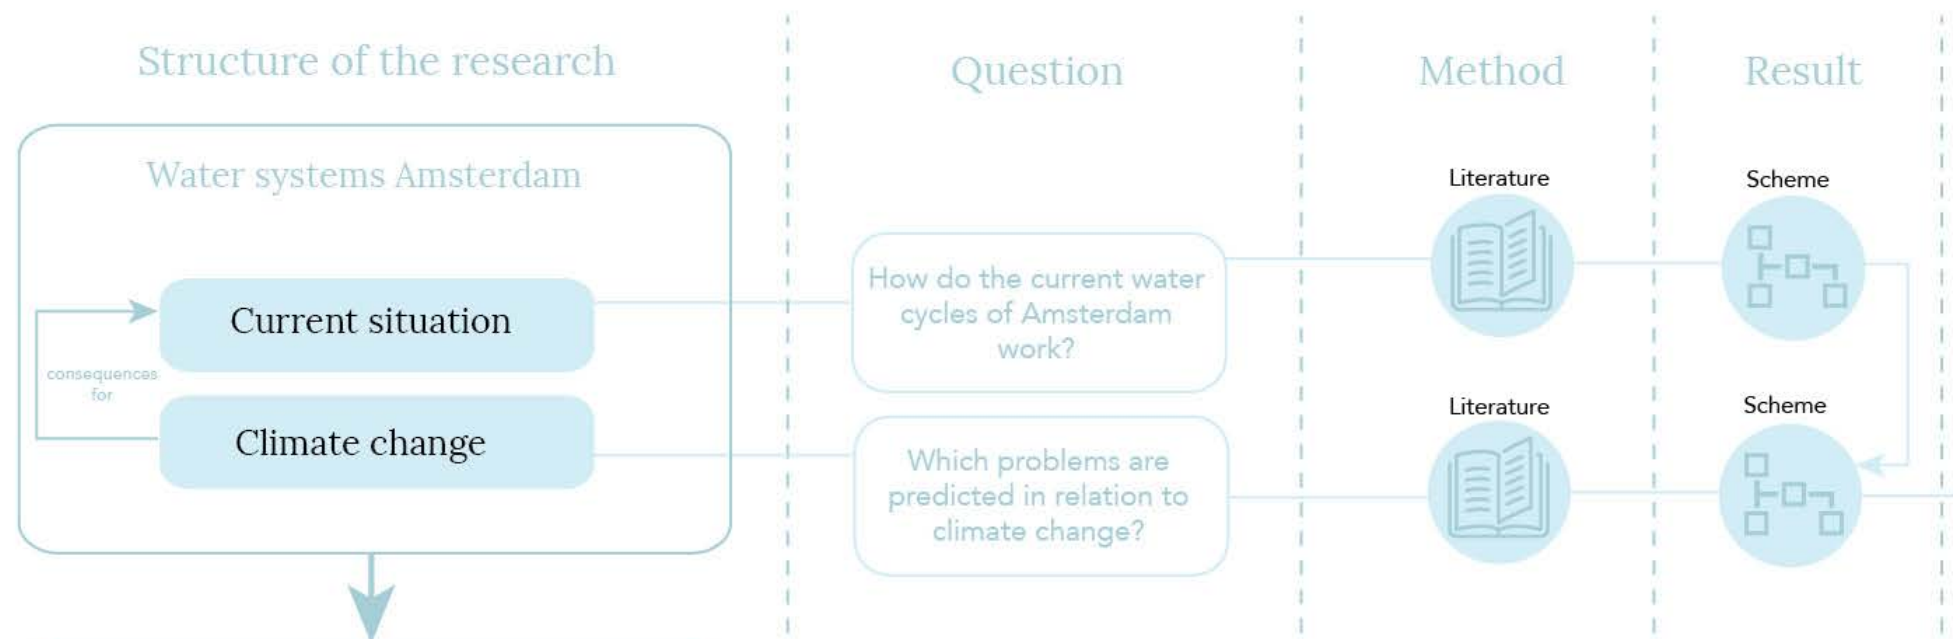 Structure of the research
Question
Method
Result
Water systems Amsterdam
Current situation
consequences
for
Climate change
How do the current water
cycles of Amsterdam
work?
Literature
Scheme
Which problems are
predicted in relation to
climate change?
Literature
Scheme